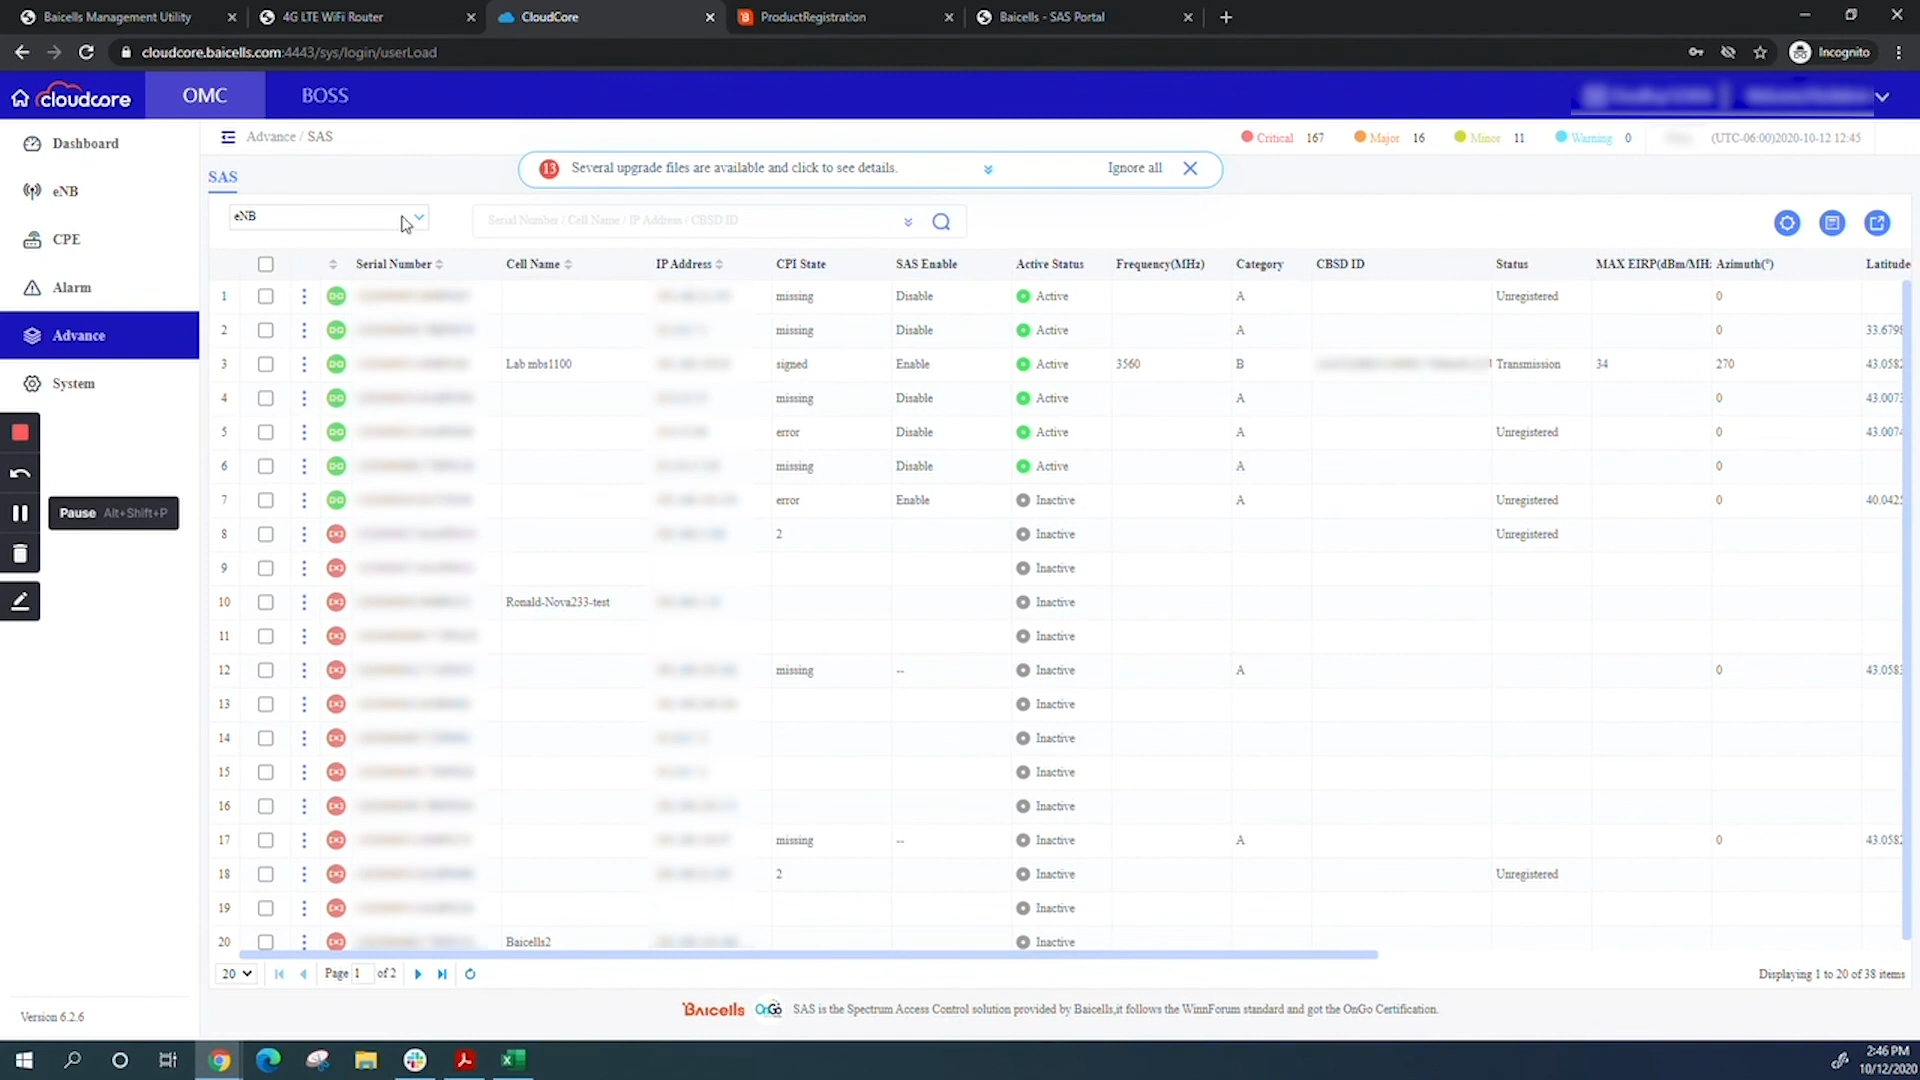 Baicells Management Utility
4G LTE WiFi Router
CloudCore
ProductRegistration
Baicells - SAS Portal
cloudcore.baicells.com:4443/sys/login/userLoad
Incognito
cloudcore
OMC
BOSS
Dashboard
eNB
CPE
Alarm
Advance
System
Pause Alt+Shift+P
Version 6.2.6
Advance / SAS
Critical 167
Major 16
Minor 11
Warning 0
(UTC-06:00)2020-10-12 12:45
13 Several upgrade files are available and click to see details. Ignore all
SAS
eNB
Serial Number / Cell Name / IP Address / CBSD ID
Serial Number Cell Name IP Address CPI State SAS Enable Active Status Frequency(MHz) Category CBSD ID Status MAX EIRP(dBm/MH: Azimuth(°) Latitude
1 missing Disable Active A Unregistered 0
2 missing Disable Active A 0 33.6798
3 Lab mbs1100 signed Enable Active 3560 B Transmission 34 270 43.0582
4 missing Disable Active A 0 43.0073
5 error Disable Active A Unregistered 0 43.0074
6 missing Disable Active A 0
7 error Enable Inactive A Unregistered 0 40.0425
8 2 Inactive Unregistered
9 Inactive
10 Ronald-Nova233-test Inactive
11 Inactive
12 missing -- Inactive A 0 43.0583
13 Inactive
14 Inactive
15 Inactive
16 Inactive
17 missing -- Inactive A 0 43.0582
18 2 Inactive Unregistered
19 Inactive
20 Baicells2 Inactive
20 Page 1 of 2
Displaying 1 to 20 of 38 items
Baicells OnGo SAS is the Spectrum Access Control solution provided by Baicells,it follows the WinnForum standard and got the OnGo Certification.
2:46 PM
10/12/2020